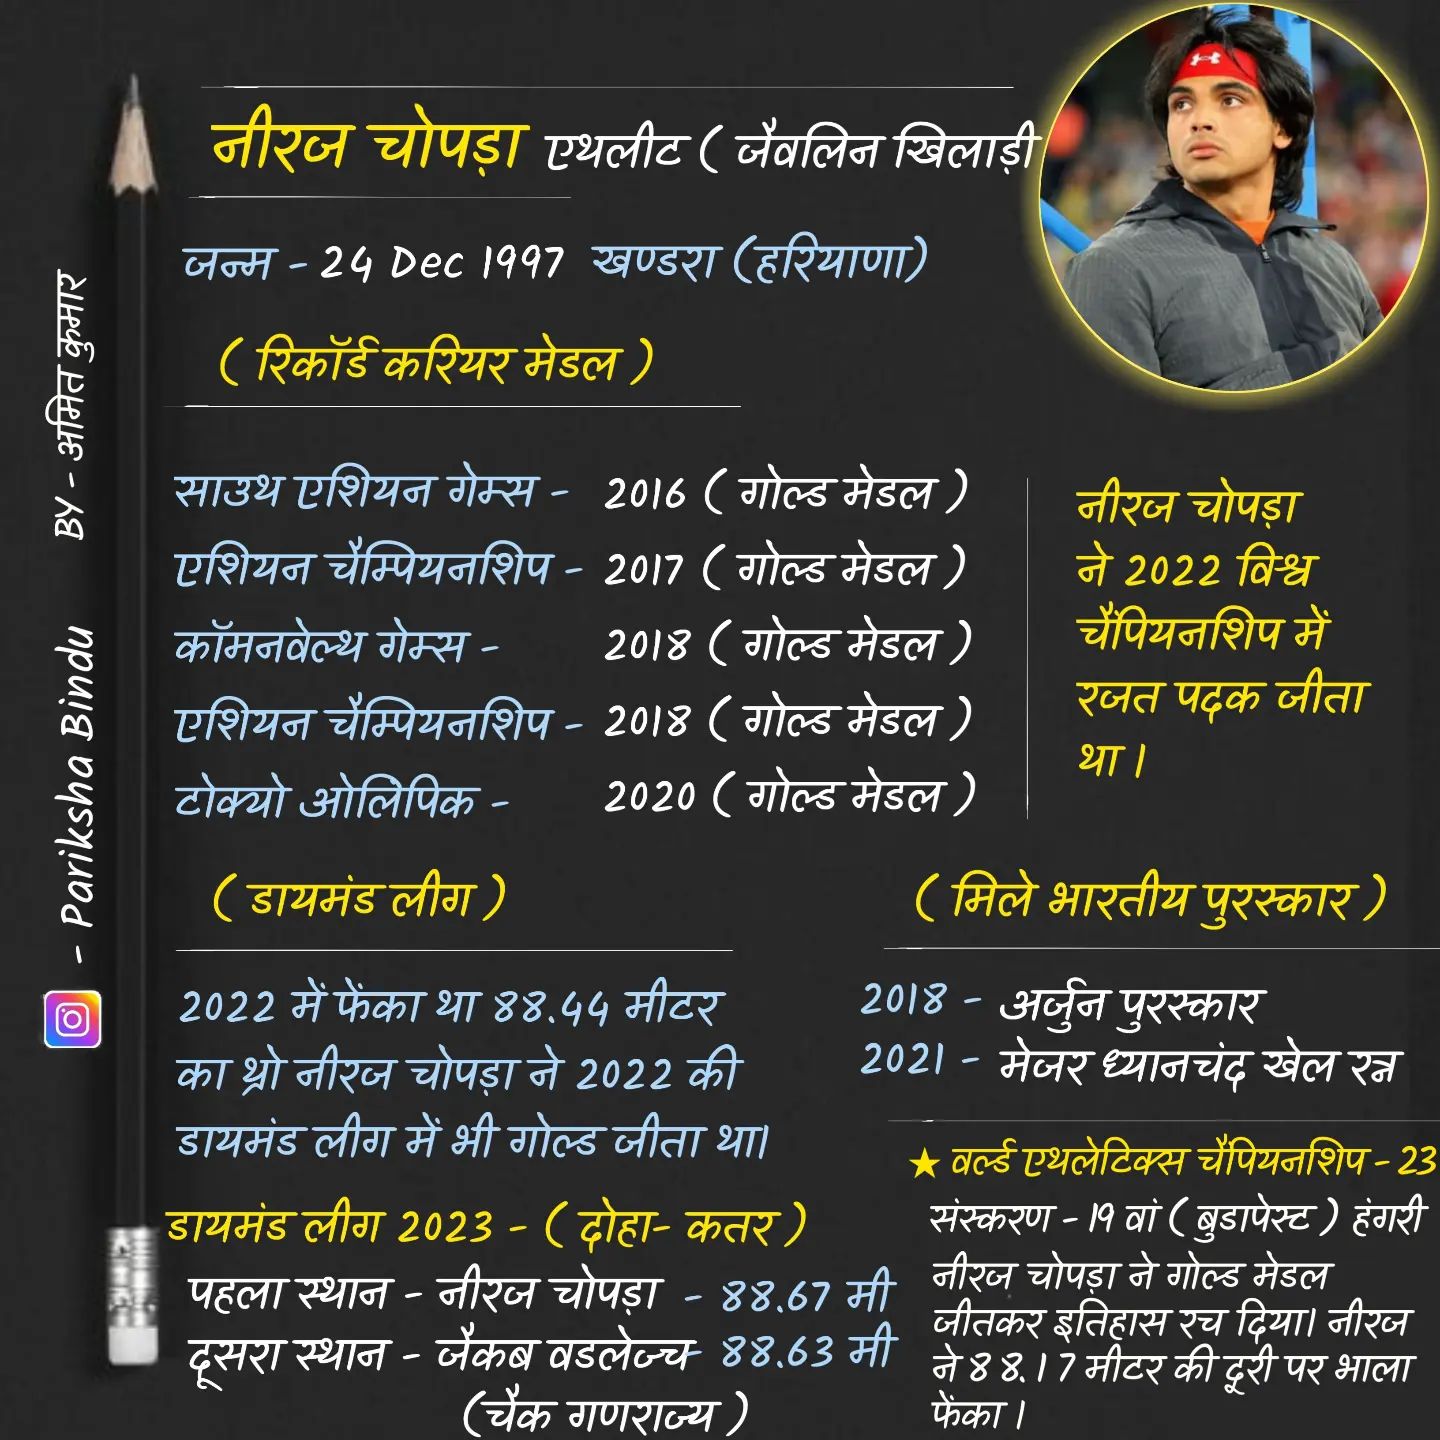 नीरज चोपड़ा एथलीट ( जैवलिन खिलाड़ी
जन्म - 24 Dec 1997 खण्डरा (हरियाणा)
( रिकॉर्ड करियर मेडल )
साउथ एशियन गेम्स - 2016 ( गोल्ड मेडल )
एशियन चैम्पियनशिप - 2017 ( गोल्ड मेडल )
कॉमनवेल्थ गेम्स - 2018 ( गोल्ड मेडल )
एशियन चैम्पियनशिप - 2018 ( गोल्ड मेडल )
टोक्यो ओलिंपिक - 2020 ( गोल्ड मेडल )
नीरज चोपड़ा
ने 2022 विश्व
चैंपियनशिप में
रजत पदक जीता
था ।
( डायमंड लीग )
2022 में फेंका था 88.44 मीटर
का थ्रो नीरज चोपड़ा ने 2022 की
डायमंड लीग में भी गोल्ड जीता था।
डायमंड लीग 2023 - ( दोहा- कतर )
पहला स्थान - नीरज चोपड़ा - 88.67 मी
दूसरा स्थान - जैकब वडलेज्च - 88.63 मी
(चैक गणराज्य )
( मिले भारतीय पुरस्कार )
2018 - अर्जुन पुरस्कार
2021 - मेजर ध्यानचंद खेल रत्न
★ वर्ल्ड एथलेटिक्स चैंपियनशिप - 23
संस्करण - 19 वां ( बुडापेस्ट ) हंगरी
नीरज चोपड़ा ने गोल्ड मेडल
जीतकर इतिहास रच दिया। नीरज
ने 88.17 मीटर की दूरी पर भाला
फेंका ।
- Pariksha Bindu BY - अमित कुमार